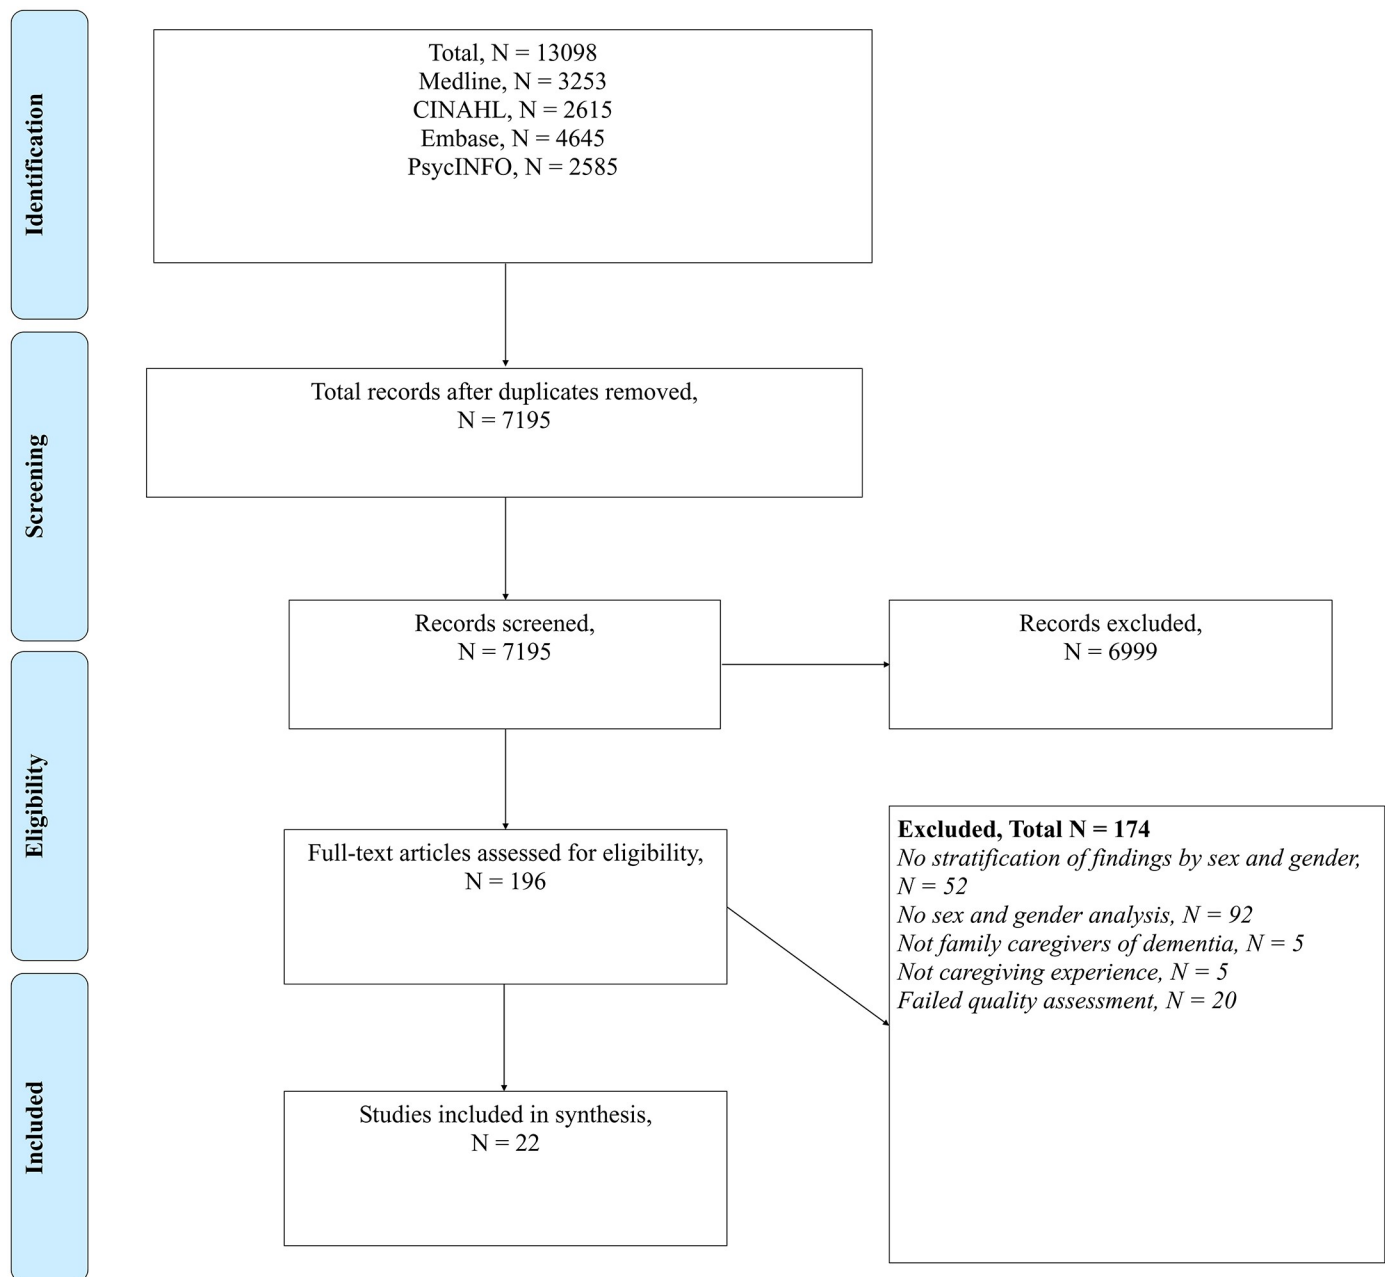 Identification
Total, N = 13098
Medline, N = 3253
CINAHL, N = 2615
Embase, N = 4645
PsycINFO, N = 2585
Screening
Total records after duplicates removed,
N = 7195
Records screened,
N = 7195
Records excluded,
N = 6999
Eligibility
Full-text articles assessed for eligibility,
N = 196
Excluded, Total N = 174
No stratification of findings by sex and gender,
N = 52
No sex and gender analysis, N = 92
Not family caregivers of dementia, N = 5
Not caregiving experience, N = 5
Failed quality assessment, N = 20
Included
Studies included in synthesis,
N = 22